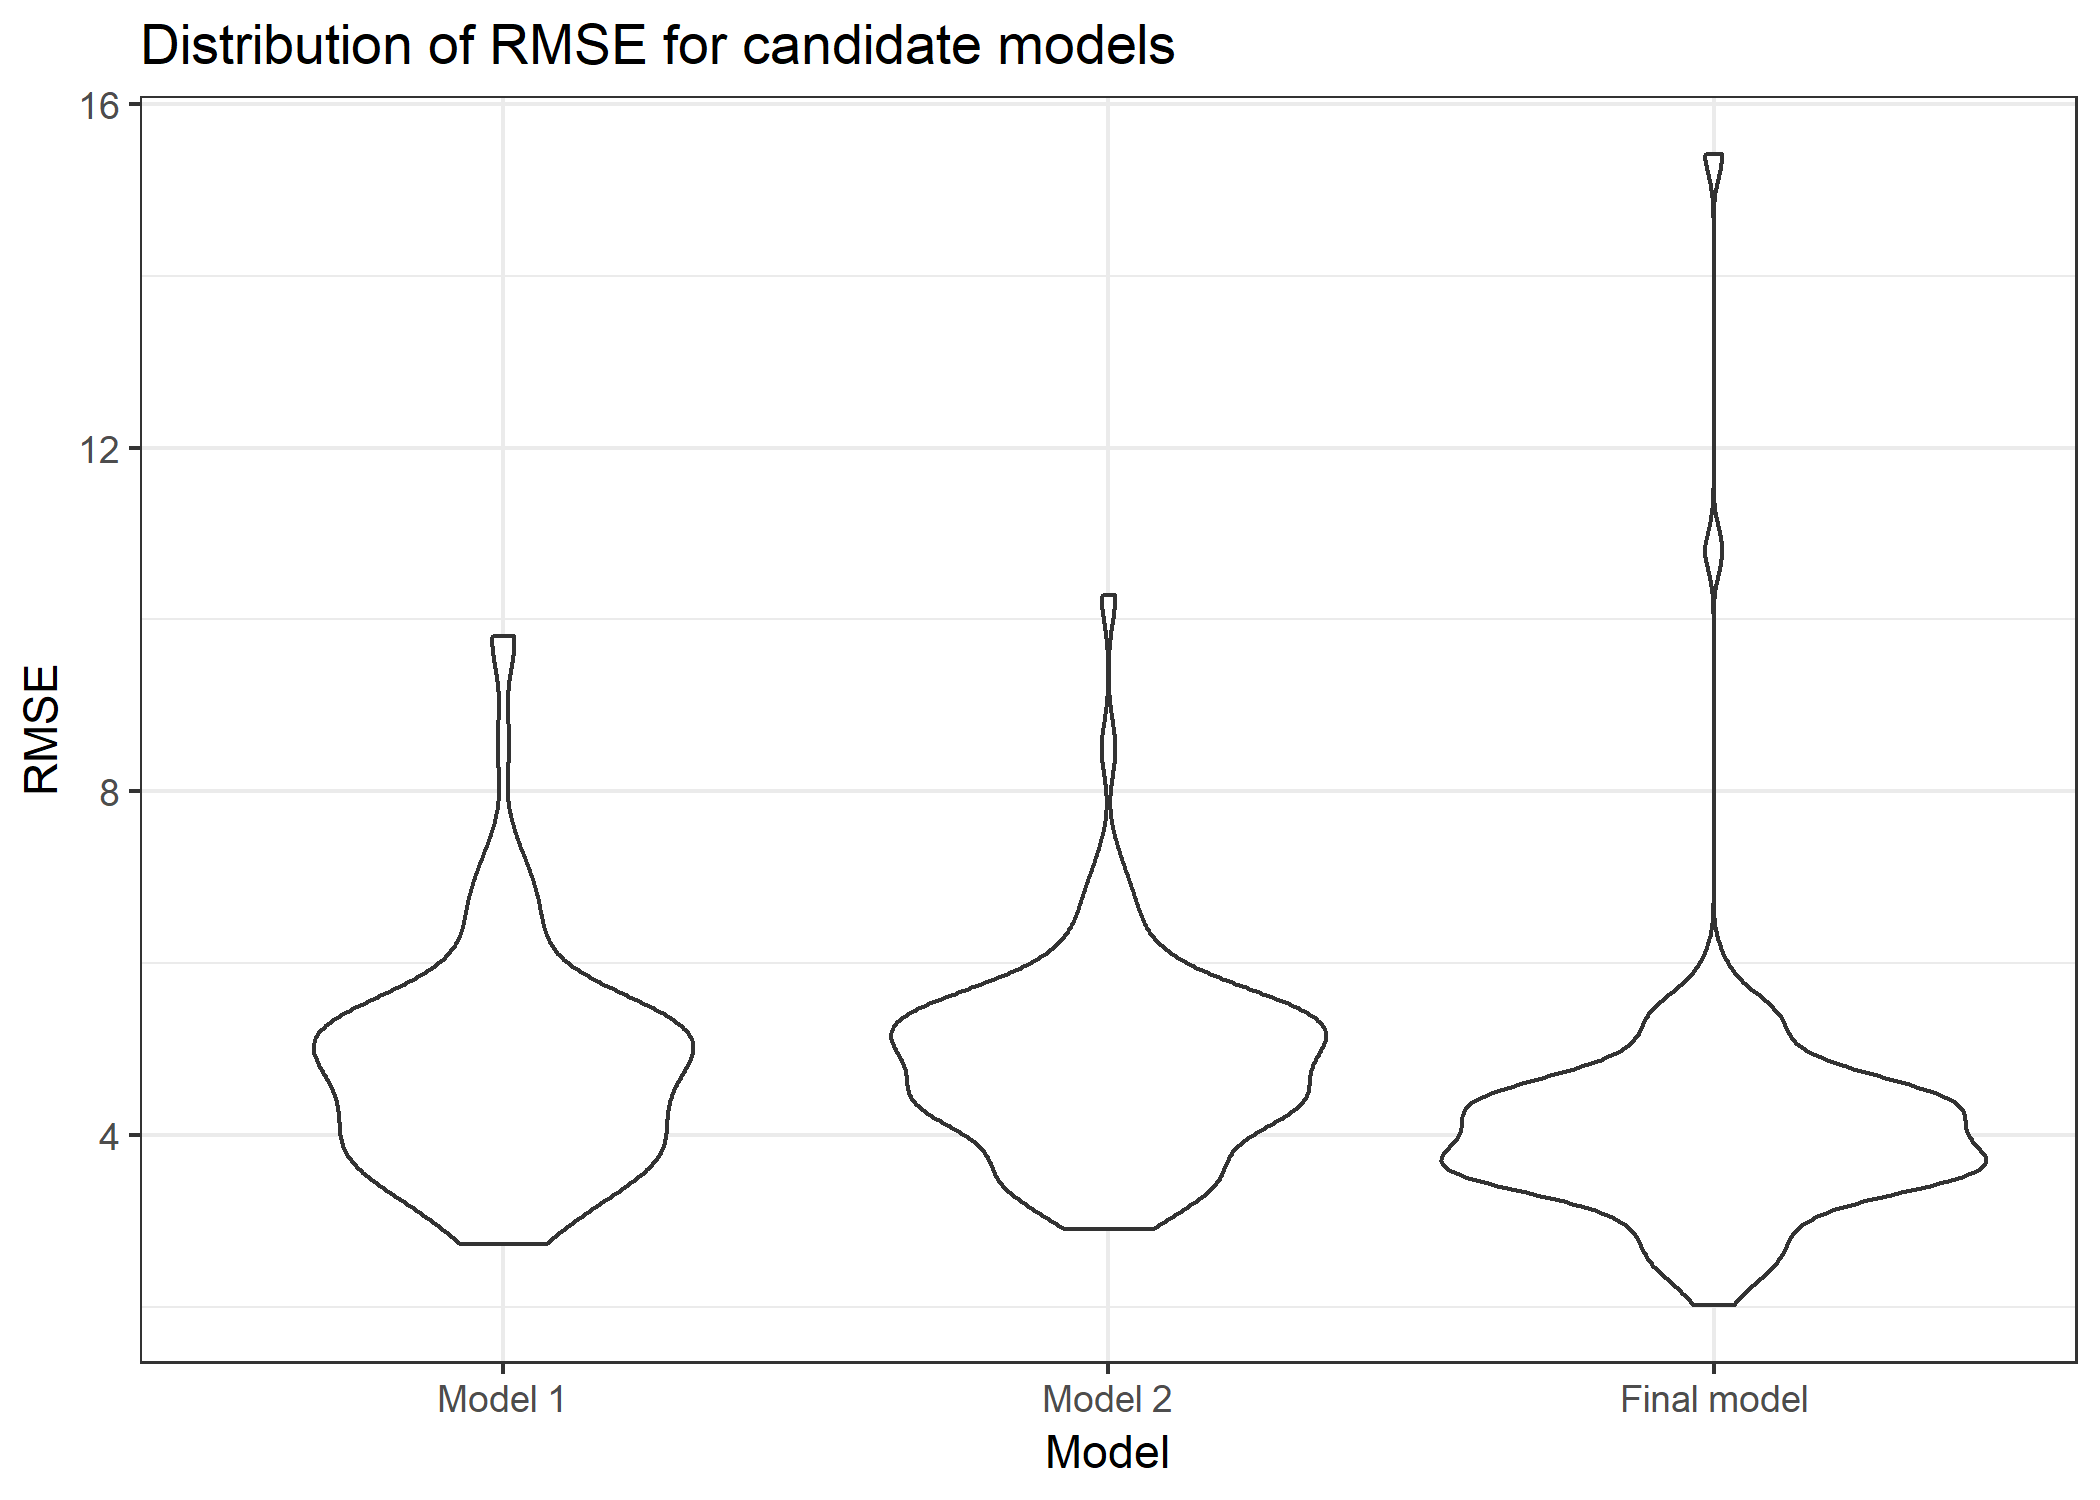 Distribution of RMSE for candidate models
16
12
8
4
RMSE
Model 1
Model 2
Final model
Model